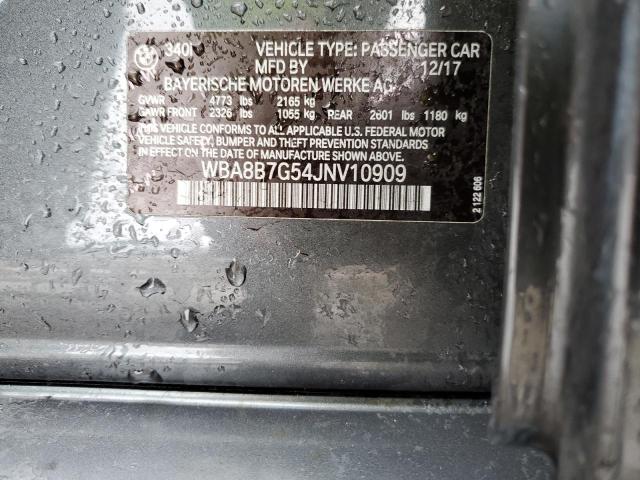 340i VEHICLE TYPE: PASSENGER CAR
MFD BY 12/17
BAYERISCHE MOTOREN WERKE AG
GVWR 4773 lbs 2165 kg
GAWR FRONT 2326 lbs 1055 kg REAR 2601 lbs 1180 kg
THIS VEHICLE CONFORMS TO ALL APPLICABLE U.S. FEDERAL MOTOR
VEHICLE SAFETY, BUMPER AND THEFT PREVENTION STANDARDS
IN EFFECT ON THE DATE OF MANUFACTURE SHOWN ABOVE.
WBA8B7G54JNV10909
2 122 606